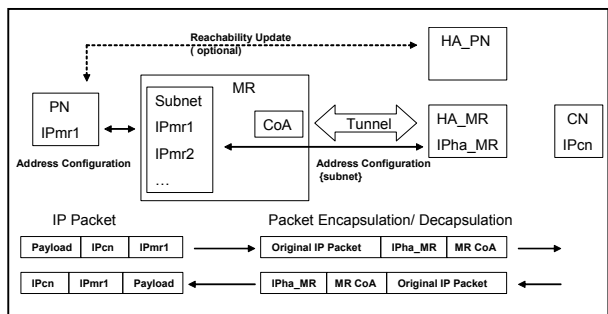 Reachability Update
( optional)
HA_PN
MR
PN
IPmr1
Subnet
IPmr1
IPmr2
...
CoA
Tunnel
HA_MR
IPha_MR
CN
IPcn
Address Configuration
Address Configuration
{subnet}
IP Packet
Packet Encapsulation/ Decapsulation
Payload IPcn IPmr1 Original IP Packet IPha_MR MR CoA
IPcn IPmr1 Payload IPha_MR MR CoA Original IP Packet